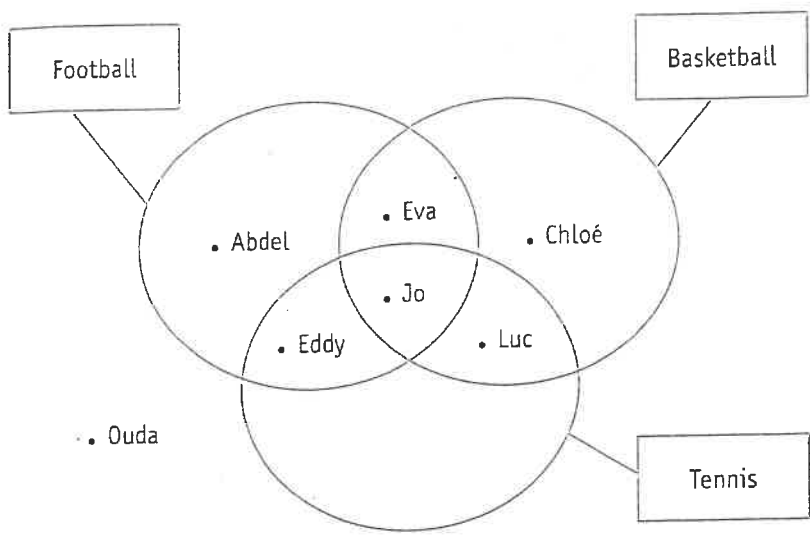 Football
Basketball
Eva
Abdel
Chloé
Jo
Eddy
Luc
Ouda
Tennis